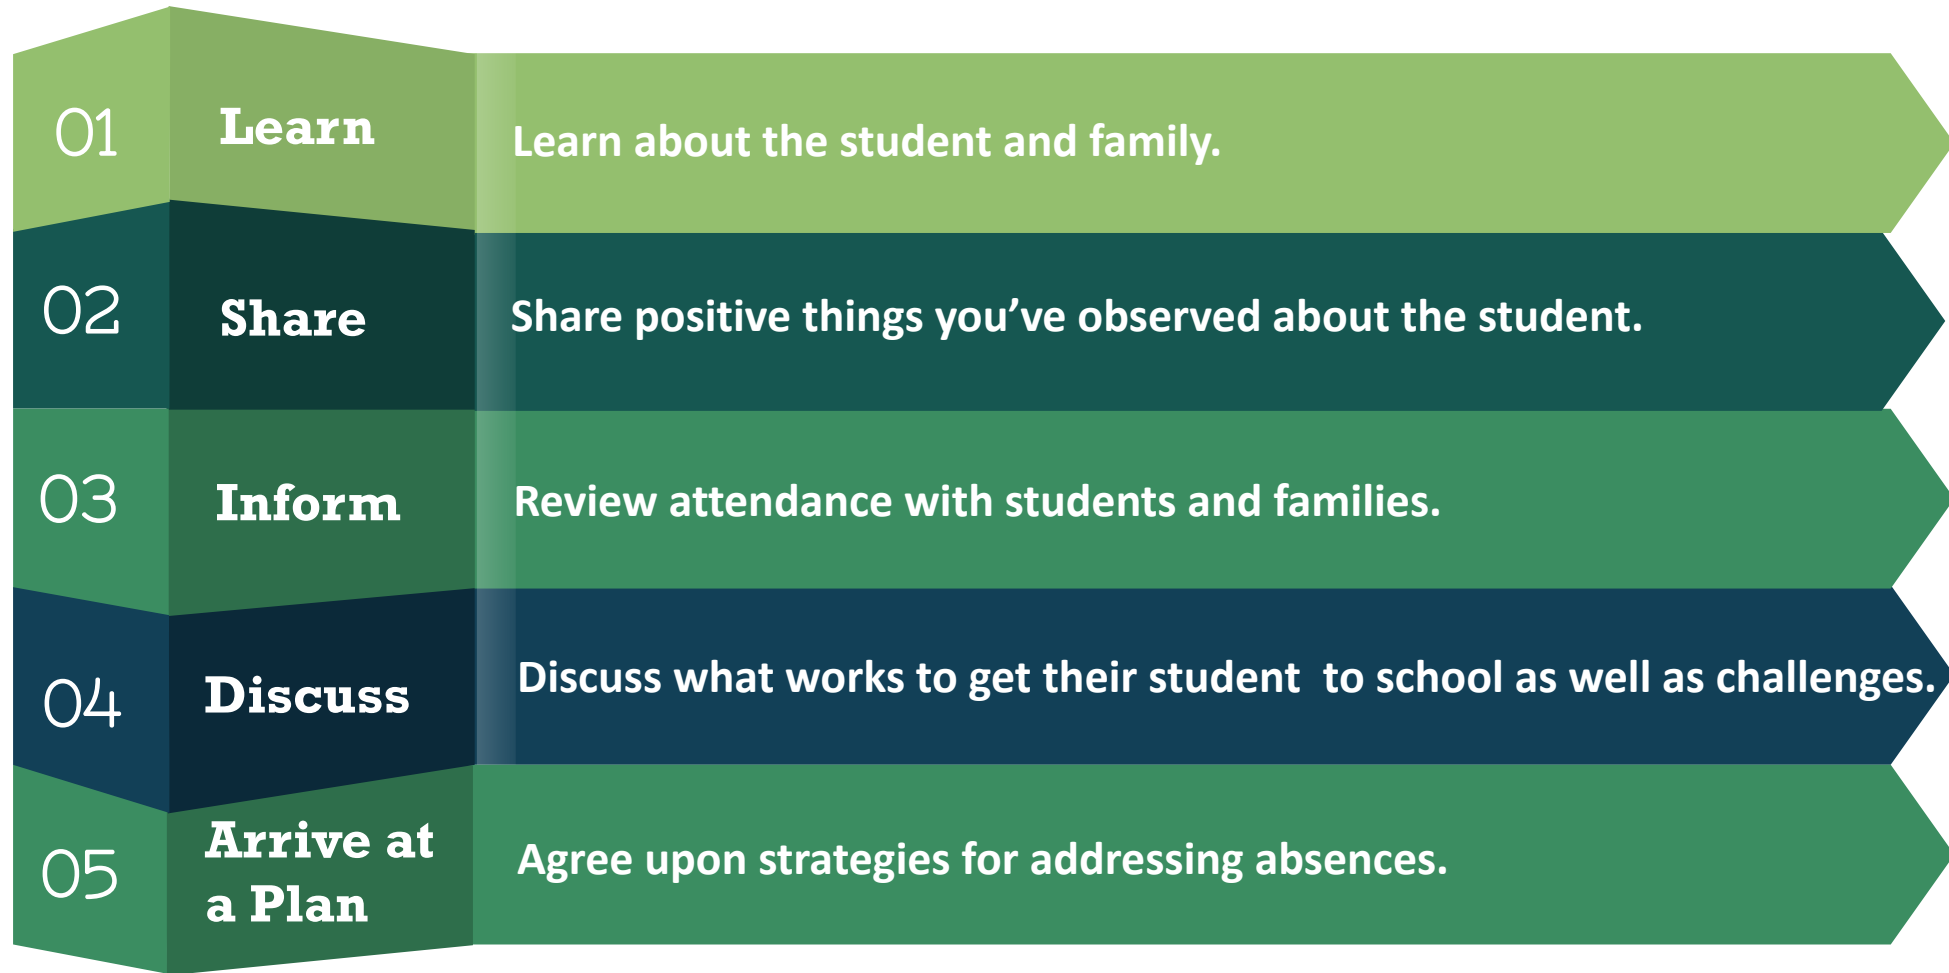 01
Learn
Learn about the student and family.
02
Share
Share positive things you’ve observed about the student.
03
Inform
Review attendance with students and families.
04
Discuss
Discuss what works to get their student  to school as well as challenges.
05
Arrive at
a Plan
Agree upon strategies for addressing absences.